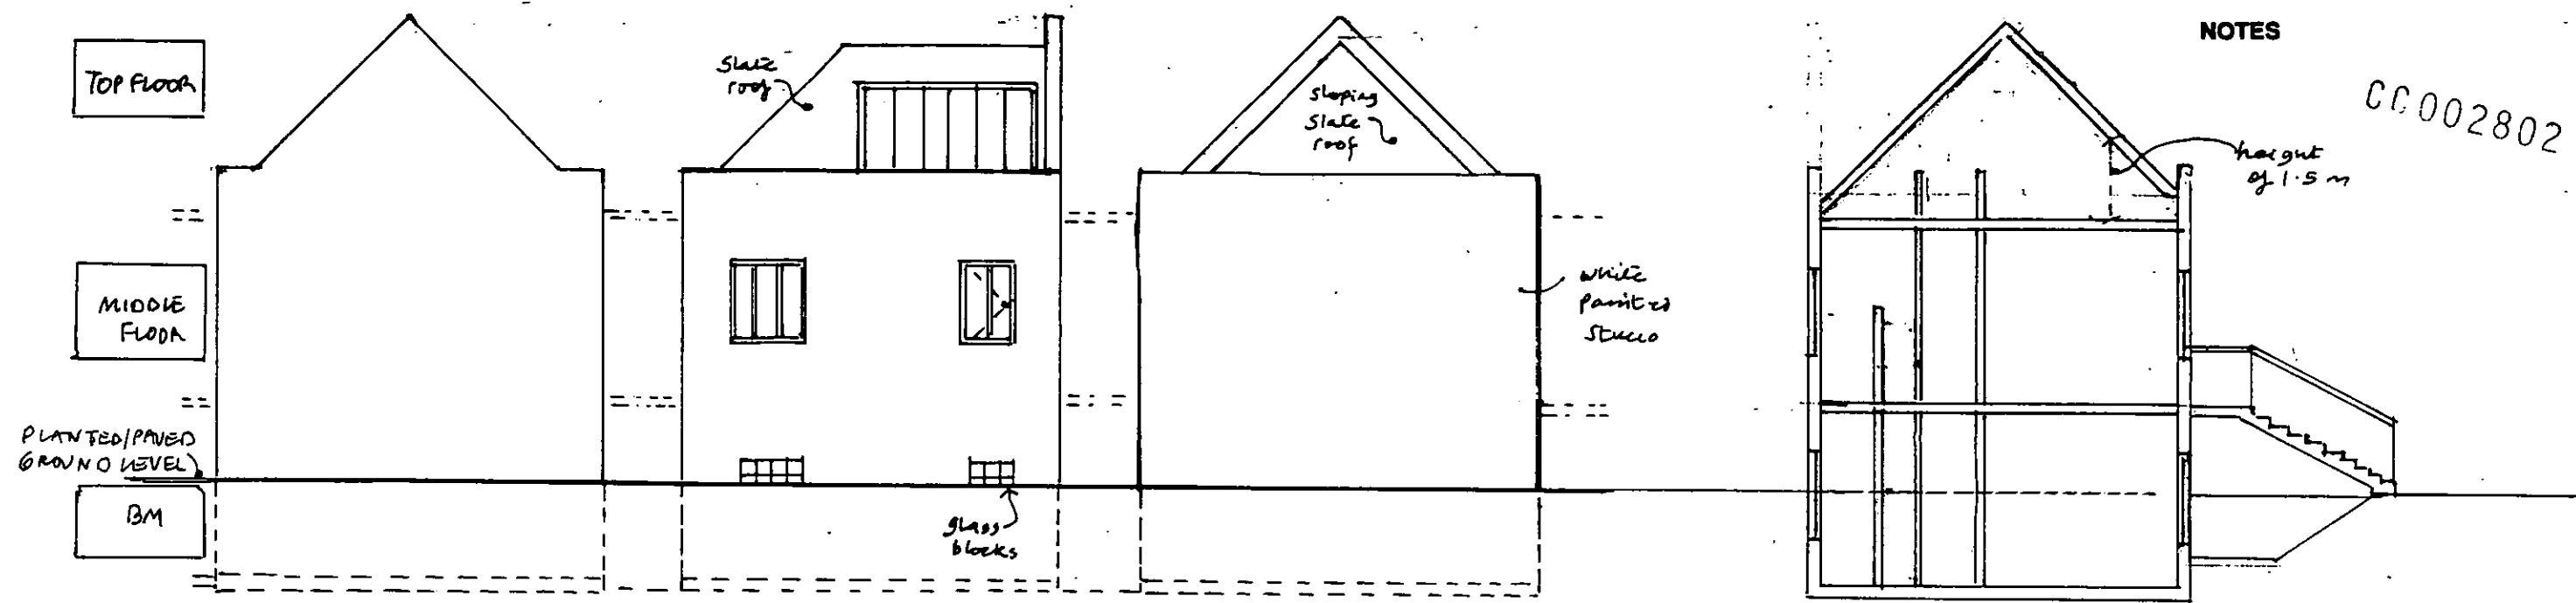 TOP FLOOR
MIDDLE
FLOOR
PLANTED/PAVED
GROUND LEVEL
BM
Slate
roof
glass
blocks
sloping
slate
roof
white
painted
stucco
NOTES
CC002802
height
of 1.5 m